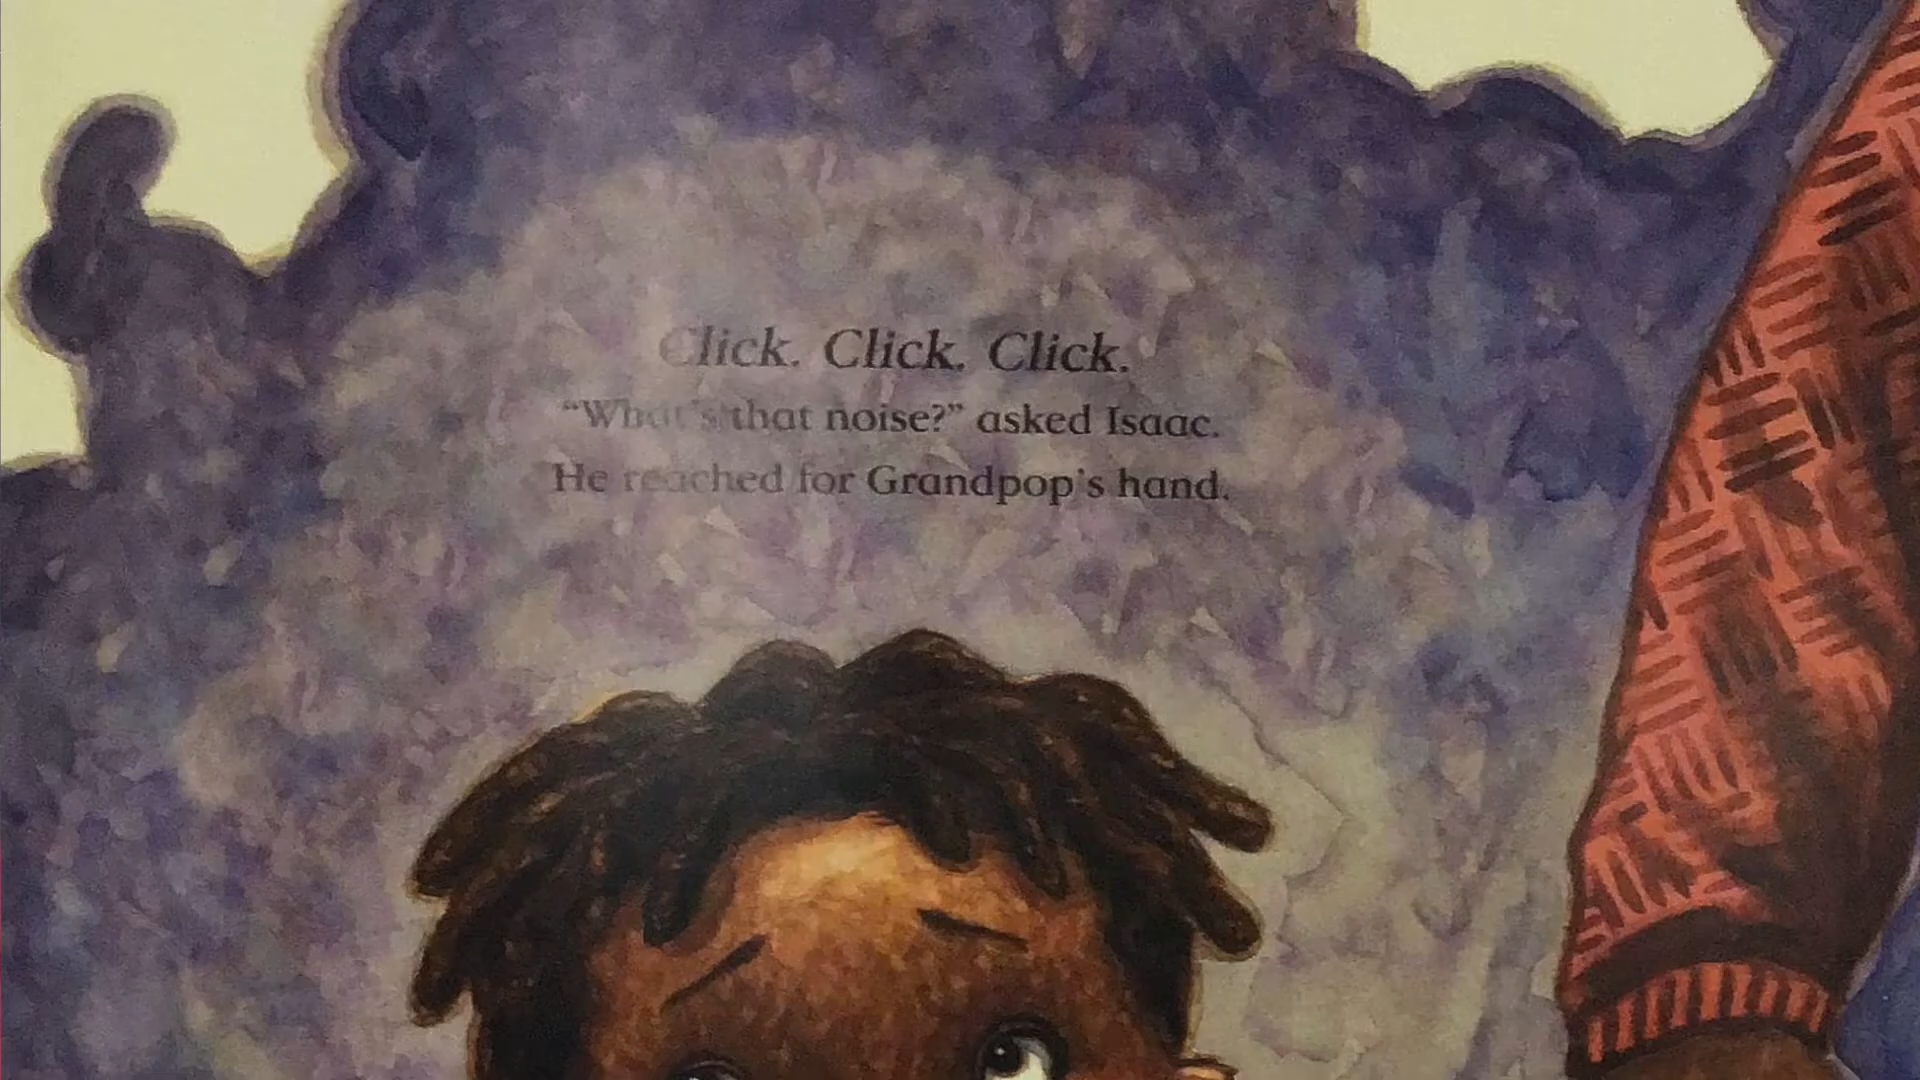 Click. Click. Click.
“What's that noise?” asked Isaac.
He reached for Grandpop's hand.